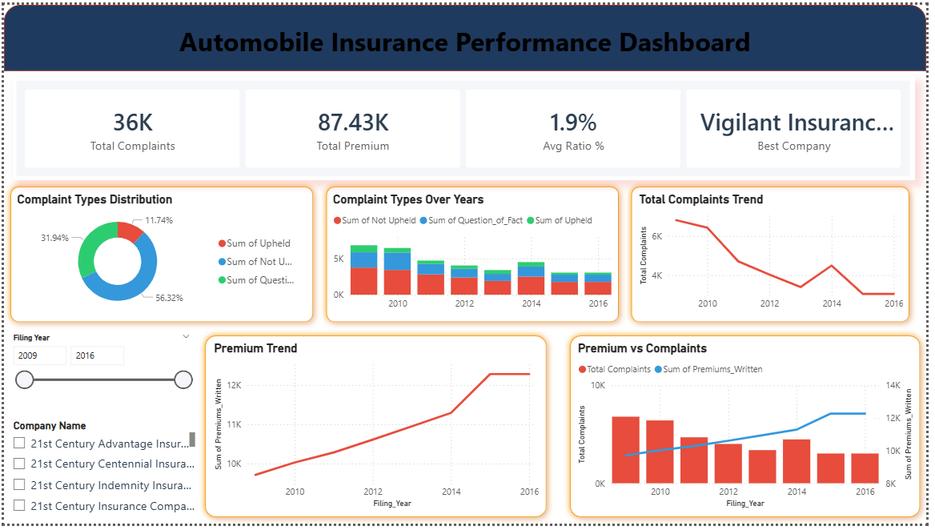 Automobile Insurance Performance Dashboard
36K
Total Complaints
87.43K
Total Premium
1.9%
Avg Ratio %
Vigilant Insuranc...
Best Company
Complaint Types Distribution
11.74%
31.94%
56.32%
Sum of Upheld
Sum of Not U...
Sum of Questi...
Complaint Types Over Years
Sum of Not Upheld Sum of Question_of_Fact Sum of Upheld
5K
0K
2010 2012 2014 2016
Total Complaints Trend
Total Complaints
6K
4K
2010 2012 2014 2016
Filing Year
2009 2016
Company Name
21st Century Advantage Insur...
21st Century Centennial Insura...
21st Century Indemnity Insura...
21st Century Insurance Compa...
Premium Trend
Sum of Premiums_Written
12K
11K
10K
2010 2012 2014 2016
Filing_Year
Premium vs Complaints
Total Complaints Sum of Premiums_Written
Total Complaints
10K
5K
0K
14K
12K
10K
8K
Sum of Premiums_Written
2010 2012 2014 2016
Filing_Year